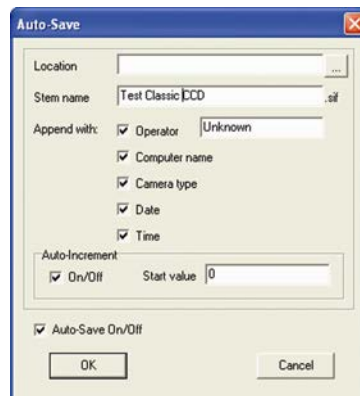 Auto-Save
Location ...
Stem name Test Classic CCD .sif
Append with: Operator Unknown
Computer name
Camera type
Date
Time
Auto-Increment
On/Off Start value 0
Auto-Save On/Off
OK Cancel